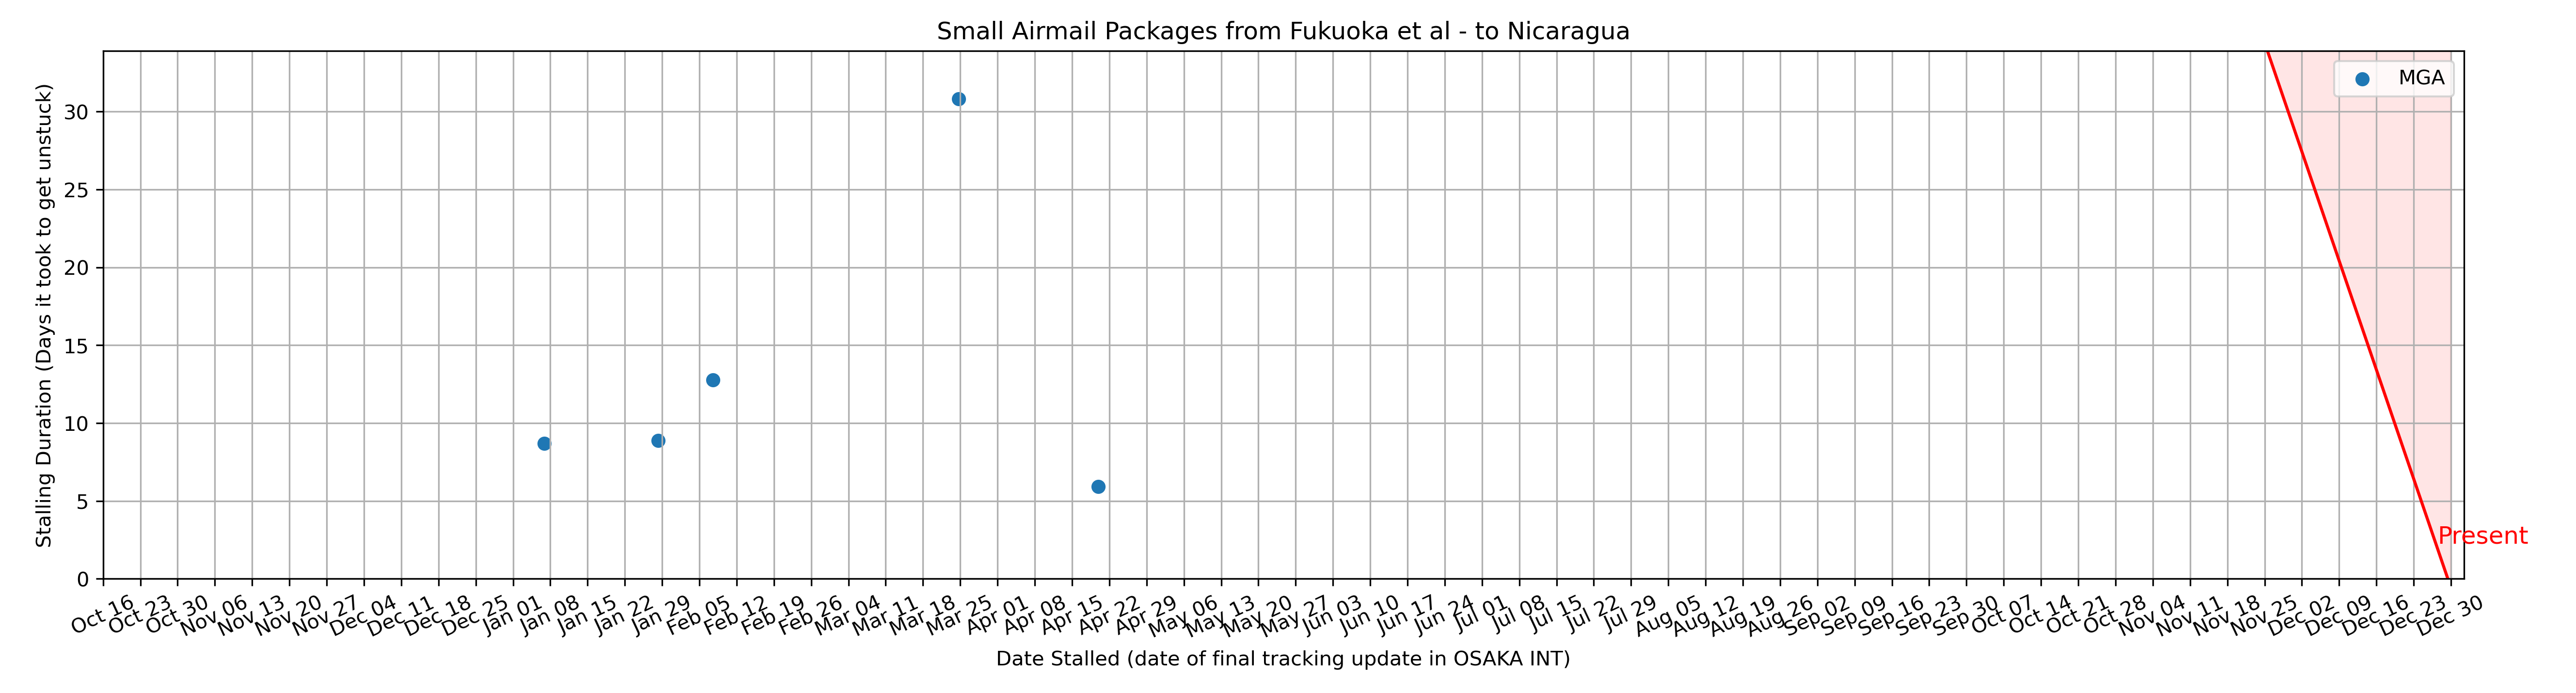 Small Airmail Packages from Fukuoka et al - to Nicaragua
MGA
Stalling Duration (Days it took to get unstuck)
30
25
20
15
10
5
0
Present
Oct 16
Oct 23
Oct 30
Nov 06
Nov 13
Nov 20
Nov 27
Dec 04
Dec 11
Dec 18
Dec 25
Jan 01
Jan 08
Jan 15
Jan 22
Jan 29
Feb 05
Feb 12
Feb 19
Feb 26
Mar 04
Mar 11
Mar 18
Mar 25
Apr 01
Apr 08
Apr 15
Apr 22
Apr 29
May 06
May 13
May 20
May 27
Jun 03
Jun 10
Jun 17
Jun 24
Jul 01
Jul 08
Jul 15
Jul 22
Jul 29
Aug 05
Aug 12
Aug 19
Aug 26
Sep 02
Sep 09
Sep 16
Sep 23
Sep 30
Oct 07
Oct 14
Oct 21
Oct 28
Nov 04
Nov 11
Nov 18
Nov 25
Dec 02
Dec 09
Dec 16
Dec 23
Dec 30
Date Stalled (date of final tracking update in OSAKA INT)